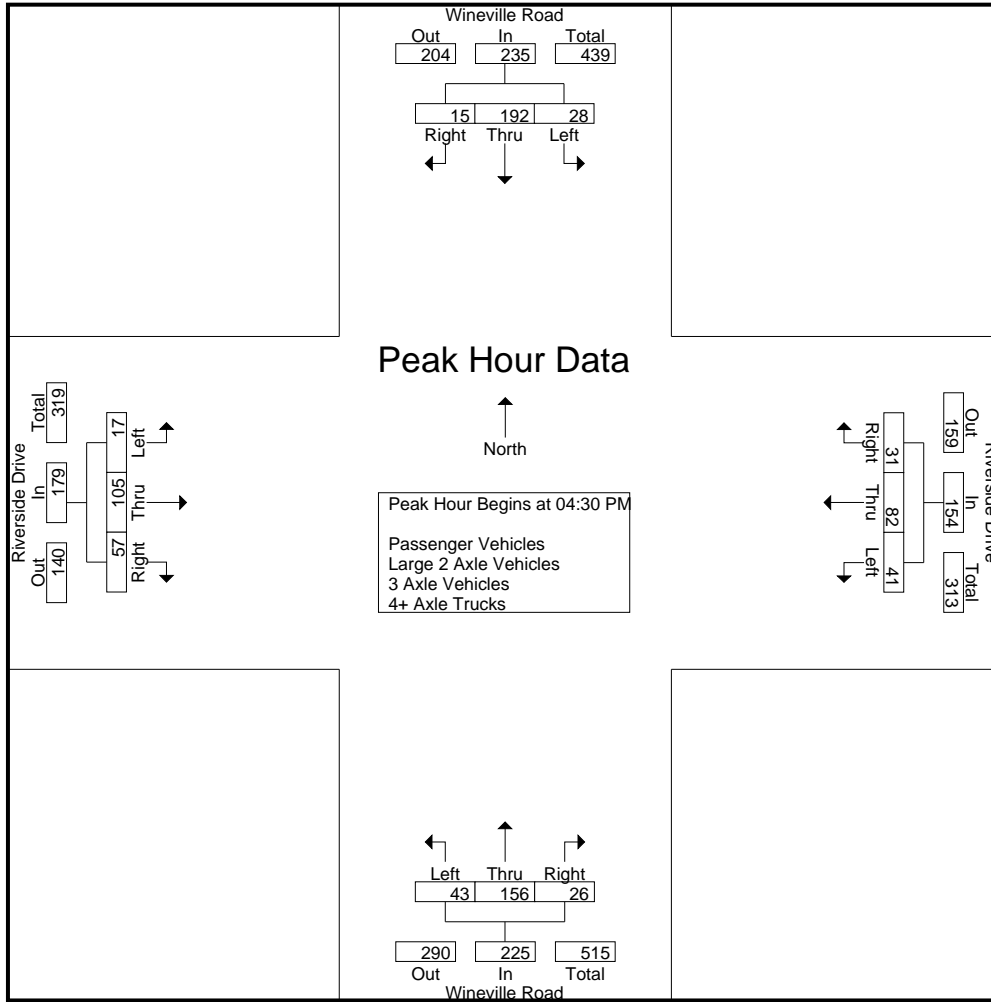 Wineville Road
Out In Total
204 235 439
15 192 28
Right Thru Left
Peak Hour Data
North
Peak Hour Begins at 04:30 PM
Passenger Vehicles
Large 2 Axle Vehicles
3 Axle Vehicles
4+ Axle Trucks
Riverside Drive
Out In Total
140 179 319
57 105 17
Right Thru Left
Riverside Drive
Out In Total
159 154 313
31 82 41
Right Thru Left
Left Thru Right
43 156 26
290 225 515
Out In Total
Wineville Road